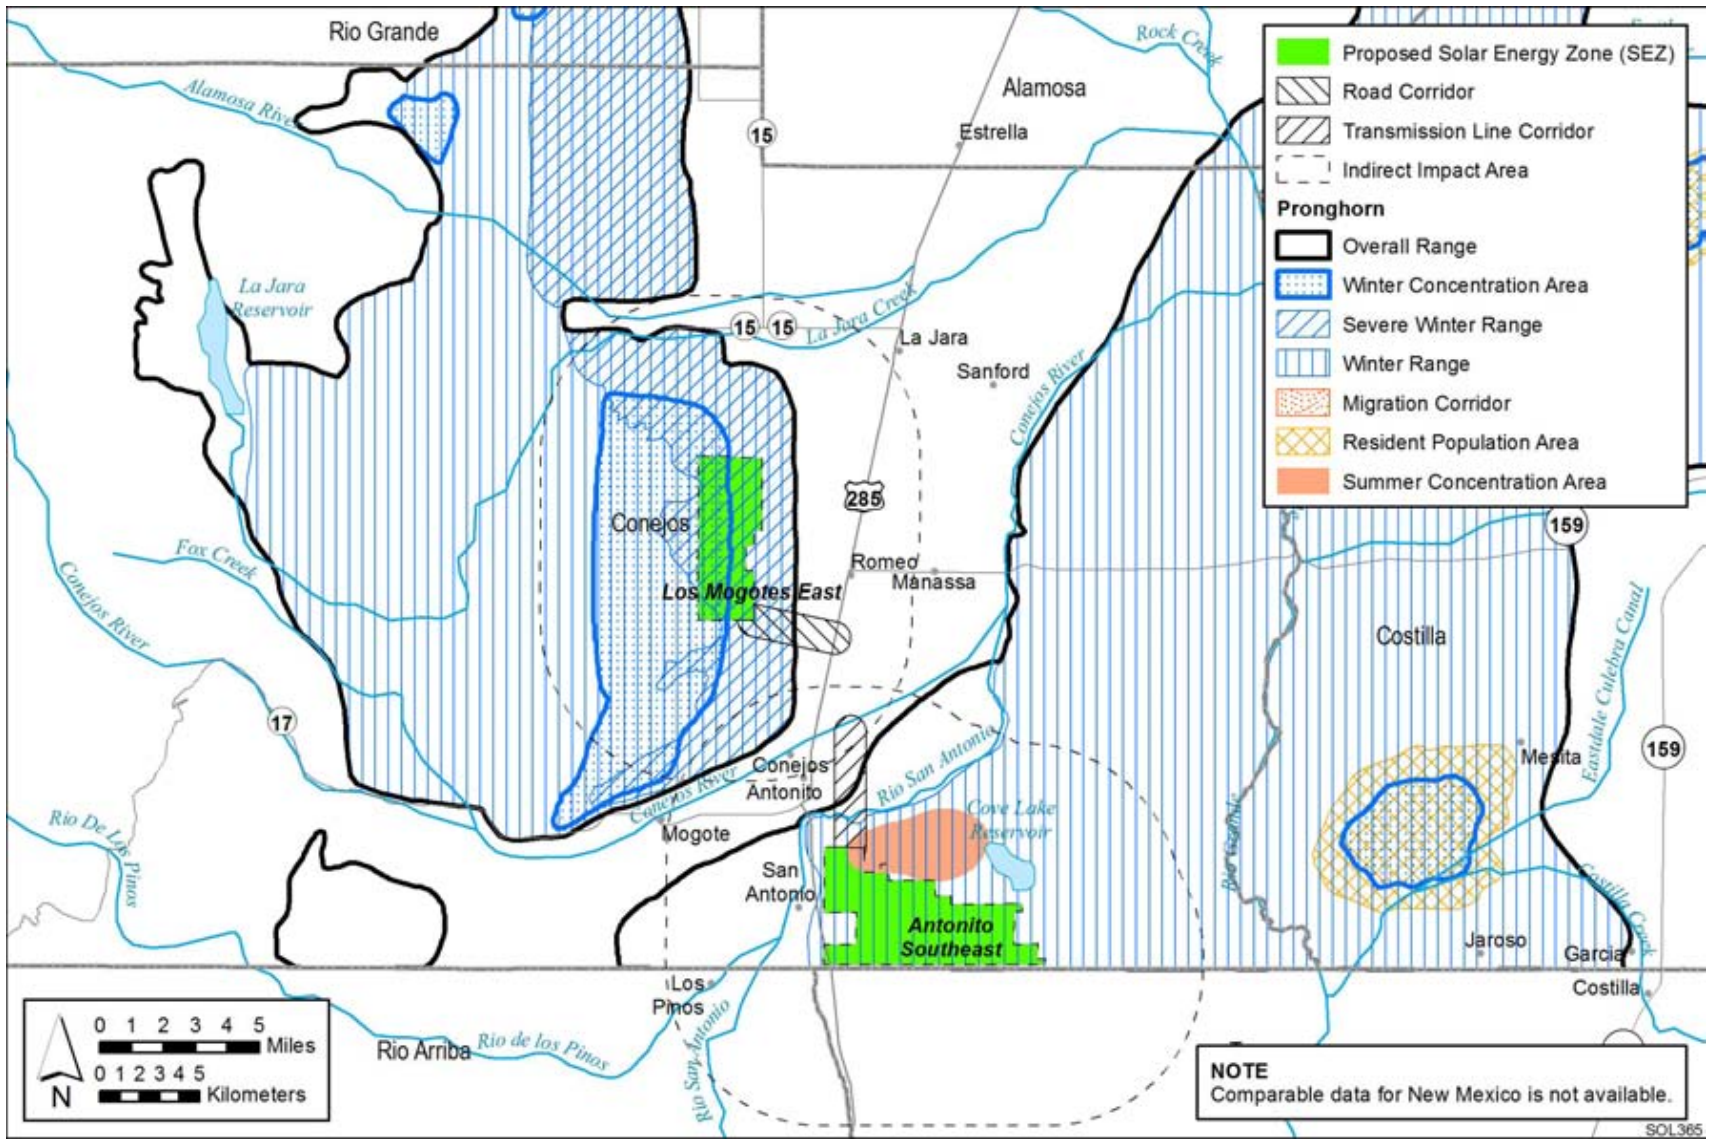 Rio Grande
Rock Creek
Alamosa River
Alamosa
Estrella
15
La Jara
Reservoir
15
15
La Jara Creek
La Jara
Sanford
Conejos River
285
Conejos
Romeo
Manassa
Los Mogotes East
Fox Creek
Conejos River
17
159
Costilla
Eastdale Culebra Canal
159
Mesita
Conejos
Antonito
Conejos River
Mogote
Rio San Antonio
Cove Lake
Reservoir
Rio Grande
San
Antonio
Antonito
Southeast
Rio De Los Pinos
Jaroso
Garcia
Costilla Creek
Costilla
Los
Pinos
Rio San Antonio
Rio Arriba
Rio de los Pinos
Proposed Solar Energy Zone (SEZ)
Road Corridor
Transmission Line Corridor
Indirect Impact Area
Pronghorn
Overall Range
Winter Concentration Area
Severe Winter Range
Winter Range
Migration Corridor
Resident Population Area
Summer Concentration Area
N
0 1 2 3 4 5
Miles
0 1 2 3 4 5
Kilometers
NOTE
Comparable data for New Mexico is not available.
SOL365